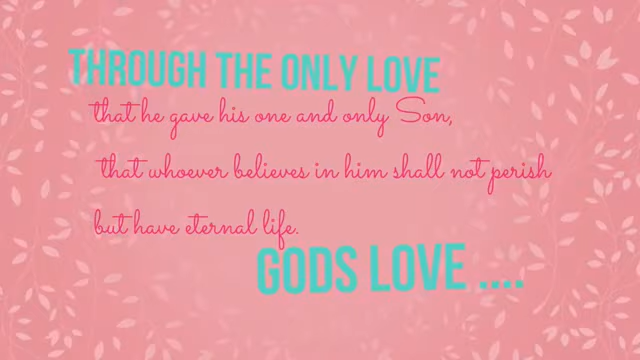 THROUGH THE ONLY LOVE
that he gave his one and only Son,
that whoever believes in him shall not perish
but have eternal life.
GODS LOVE ....